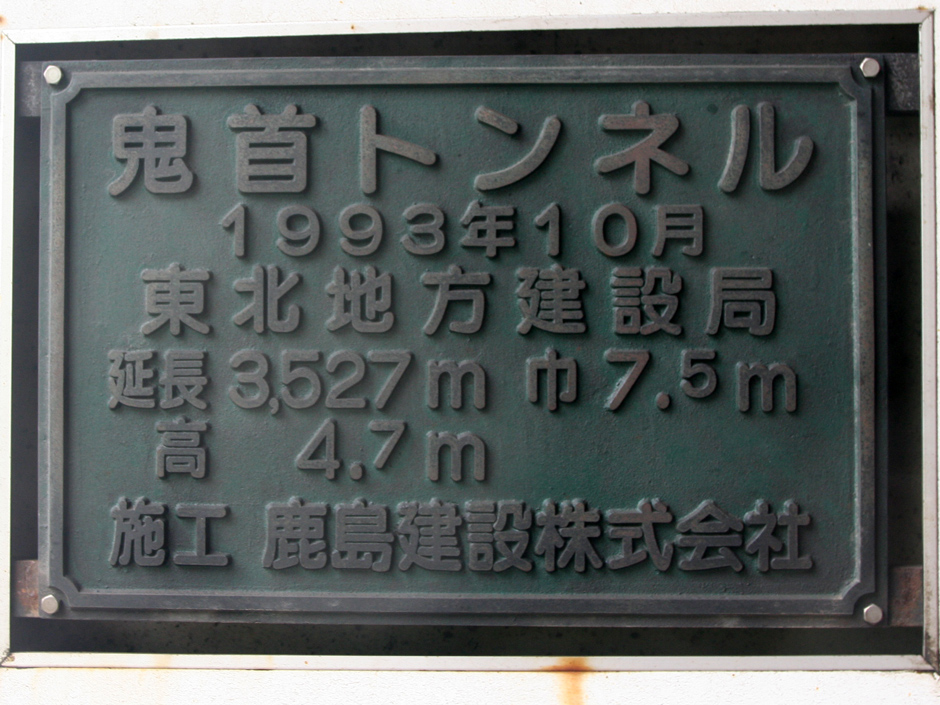 鬼首トンネル
1993年10月
東北地方建設局
延長 3,527m 巾 7.5m
高 4.7m
施工 鹿島建設株式会社